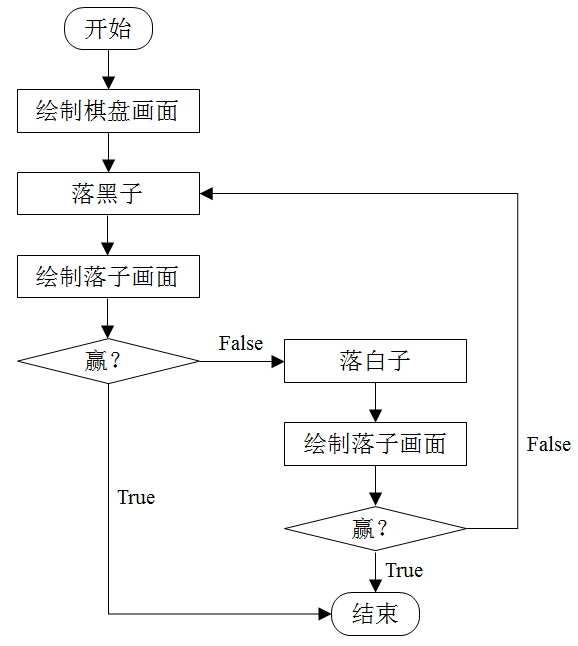 开始
绘制棋盘画面
落黑子
绘制落子画面
赢？
False
落白子
绘制落子画面
False
True
赢？
True
结束